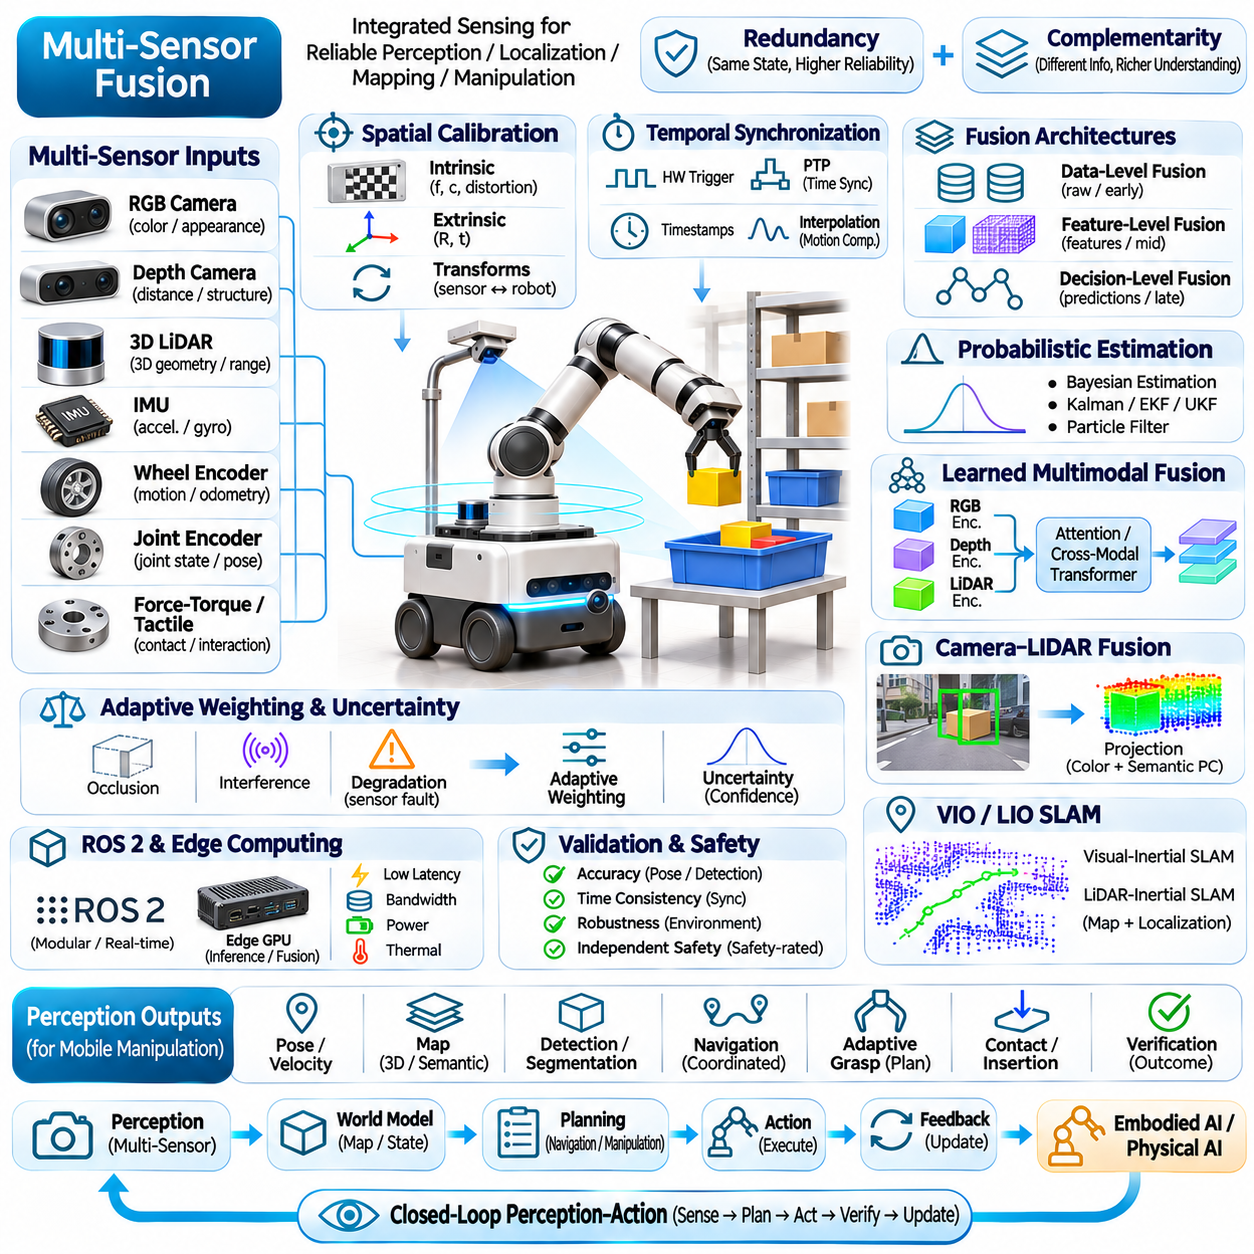 Multi-Sensor
Fusion
Integrated Sensing for
Reliable Perception / Localization /
Mapping / Manipulation
Redundancy
(Same State, Higher Reliability)
+
Complementarity
(Different Info, Richer Understanding)
Multi-Sensor Inputs
RGB Camera
(color / appearance)
Depth Camera
(distance / structure)
3D LiDAR
(3D geometry / range)
IMU
IMU
(accel. / gyro)
Wheel Encoder
(motion / odometry)
Joint Encoder
(joint state / pose)
Force-Torque /
Tactile
(contact / interaction)
Spatial Calibration
Intrinsic
(f, c, distortion)
Extrinsic
(R, t)
Transforms
(sensor ↔ robot)
Temporal Synchronization
HW Trigger
PTP
(Time Sync)
Timestamps
Interpolation
(Motion Comp.)
Fusion Architectures
Data-Level Fusion
(raw / early)
Feature-Level Fusion
(features / mid)
Decision-Level Fusion
(predictions / late)
Probabilistic Estimation
• Bayesian Estimation
• Kalman / EKF / UKF
• Particle Filter
Learned Multimodal Fusion
RGB
Enc.
Depth
Enc.
LiDAR
Enc.
Attention /
Cross-Modal
Transformer
Camera–LIDAR Fusion
Projection
(Color + Semantic PC)
Adaptive Weighting & Uncertainty
Occlusion
Interference
Degradation
(sensor fault)
Adaptive
Weighting
Uncertainty
(Confidence)
ROS 2 & Edge Computing
ROS 2
(Modular / Real-time)
Edge GPU
(Inference / Fusion)
Low Latency
Bandwidth
Power
Thermal
Validation & Safety
Accuracy (Pose / Detection)
Time Consistency (Sync)
Robustness (Environment)
Independent Safety (Safety-rated)
VIO / LIO SLAM
Visual-Inertial SLAM
LiDAR-Inertial SLAM
(Map + Localization)
Perception Outputs
(for Mobile Manipulation)
Pose /
Velocity
Map
(3D / Semantic)
Detection /
Segmentation
Navigation
(Coordinated)
Adaptive
Grasp (Plan)
Contact /
Insertion
Verification
(Outcome)
Perception
(Multi-Sensor)
World Model
(Map / State)
Planning
(Navigation / Manipulation)
Action
(Execute)
Feedback
(Update)
Embodied AI /
Physical AI
Closed-Loop Perception–Action (Sense → Plan → Act → Verify → Update)